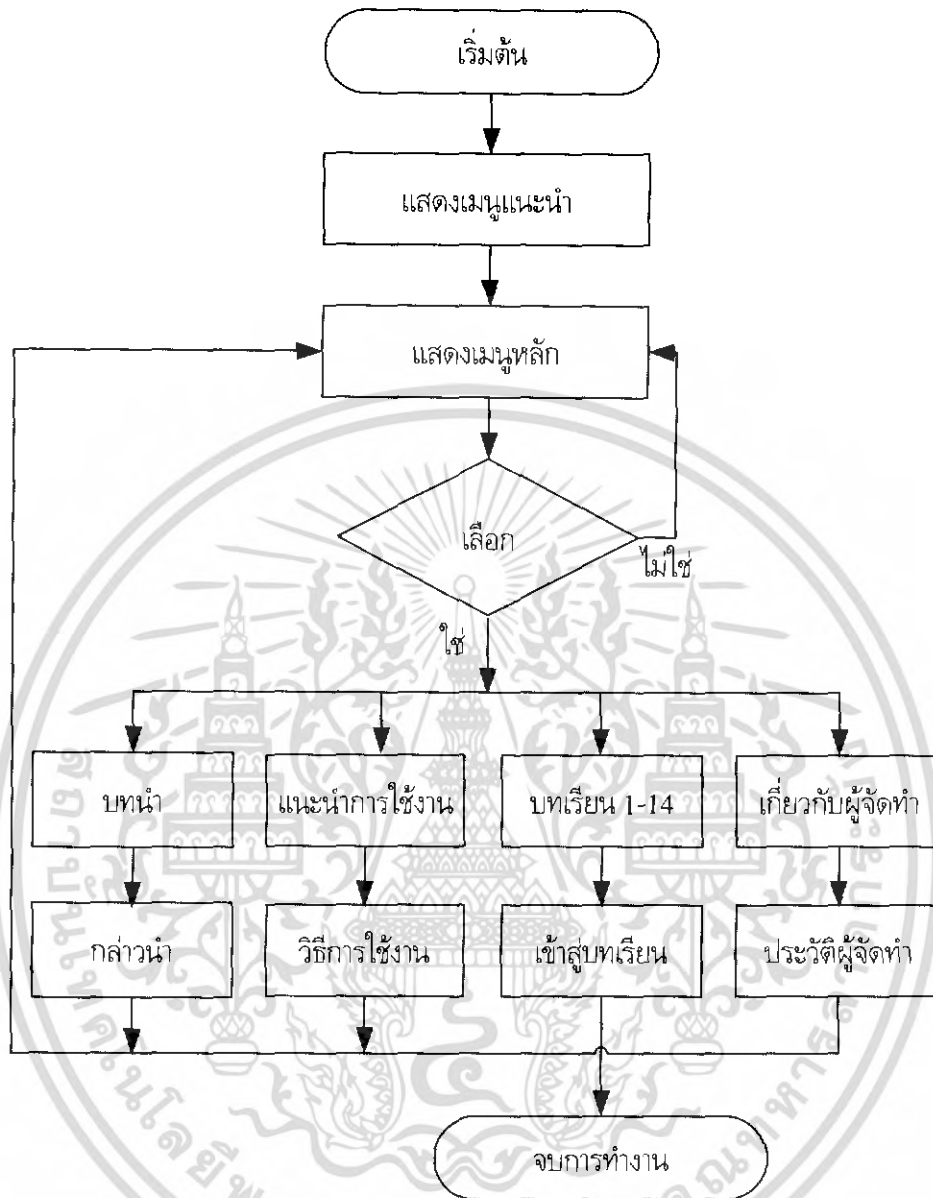 เริ่มต้น
แสดงเมนูแนะนำ
แสดงเมนูหลัก
เลือก
ไม่ใช่
ใช่
บทนำ
แนะนำการใช้งาน
บทเรียน 1-14
เกี่ยวกับผู้จัดทำ
กล่าวนำ
วิธีการใช้งาน
เข้าสู่บทเรียน
ประวัติผู้จัดทำ
จบการทำงาน